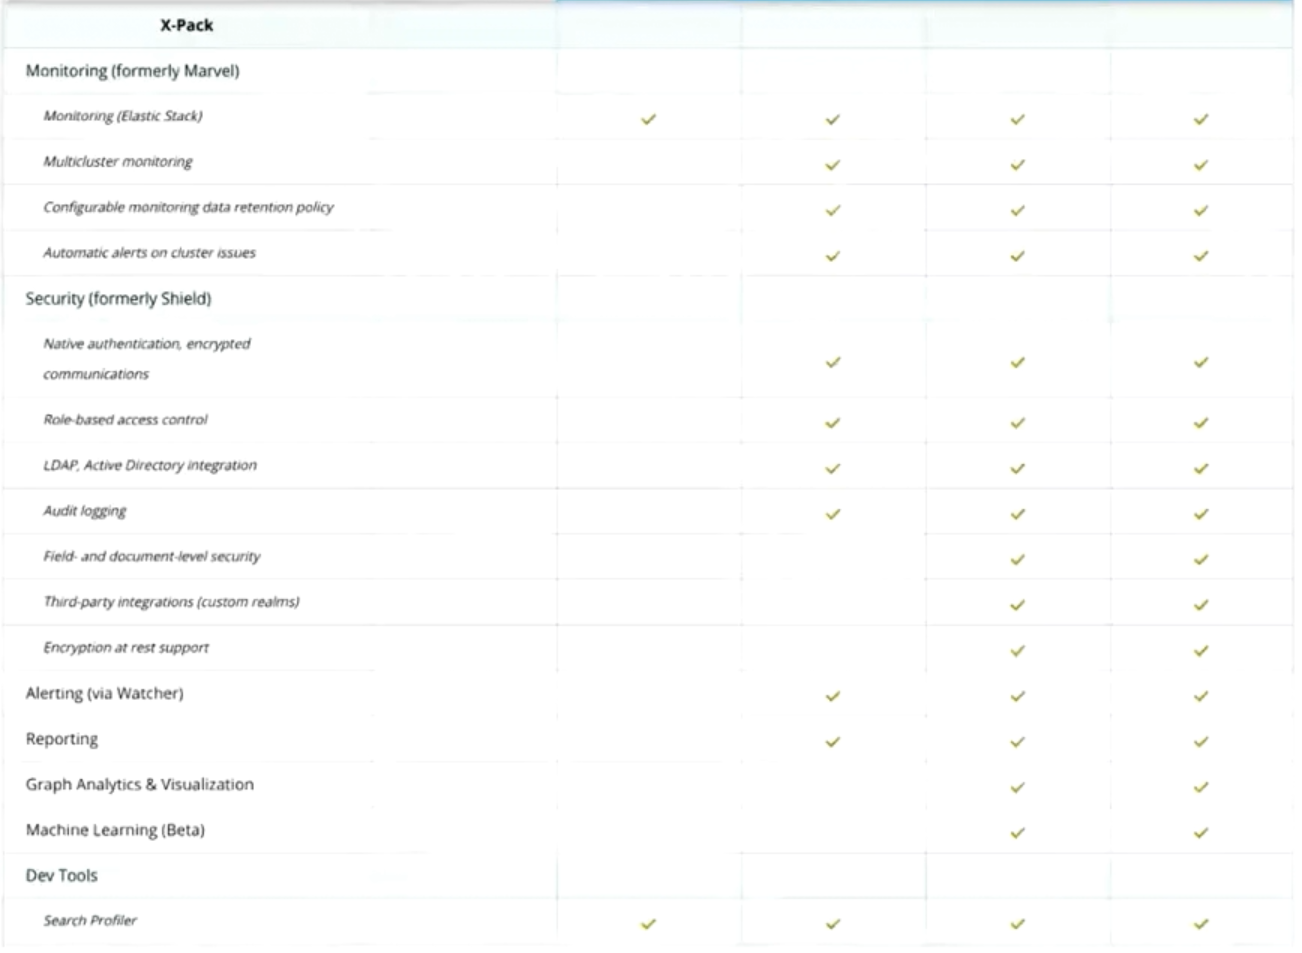 X-Pack
Monitoring (formerly Marvel)
Monitoring (Elastic Stack)
Multicluster monitoring
Configurable monitoring data retention policy
Automatic alerts on cluster issues
Security (formerly Shield)
Native authentication, encrypted
communications
Role-based access control
LDAP, Active Directory integration
Audit logging
Field- and document-level security
Third-party integrations (custom realms)
Encryption at rest support
Alerting (via Watcher)
Reporting
Graph Analytics & Visualization
Machine Learning (Beta)
Dev Tools
Search Profiler